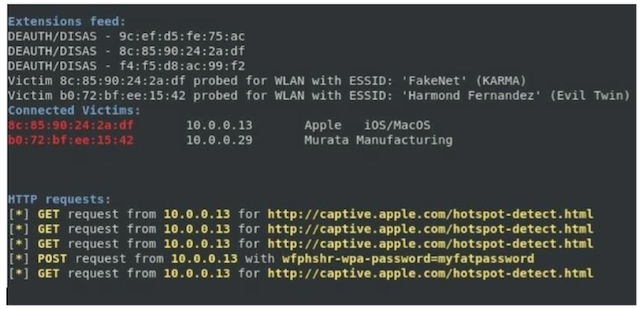 Extensions feed:
DEAUTH/DISAS - 9c:ef:d5:fe:75:ac
DEAUTH/DISAS - 8c:85:90:24:2a:df
DEAUTH/DISAS - f4:f5:d8:ac:99:f2
Victim 8c:85:90:24:2a:df probed for WLAN with ESSID: 'FakeNet' (KARMA)
Victim b0:72:bf:ee:15:42 probed for WLAN with ESSID: 'Harmond Fernandez' (Evil Twin)
Connected Victims:
8c:85:90:24:2a:df 10.0.0.13 Apple iOS/MacOS
b0:72:bf:ee:15:42 10.0.0.29 Murata Manufacturing
HTTP requests:
[*] GET request from 10.0.0.13 for http://captive.apple.com/hotspot-detect.html
[*] GET request from 10.0.0.13 for http://captive.apple.com/hotspot-detect.html
[*] GET request from 10.0.0.13 for http://captive.apple.com/hotspot-detect.html
[*] POST request from 10.0.0.13 with wfphshr-wpa-password=myfatpassword
[*] GET request from 10.0.0.13 for http://captive.apple.com/hotspot-detect.html